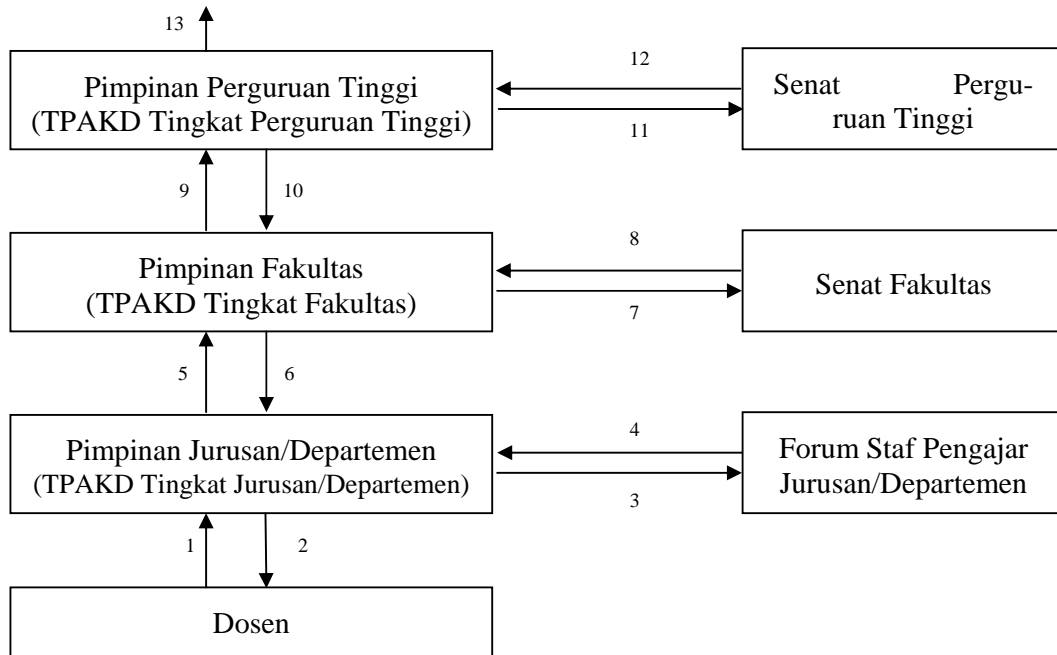 13
Pimpinan Perguruan Tinggi
(TPAKD Tingkat Perguruan Tinggi)
12
11
Senat Pergu-
ruan Tinggi
9
10
Pimpinan Fakultas
(TPAKD Tingkat Fakultas)
8
7
Senat Fakultas
5
6
Pimpinan Jurusan/Departemen
(TPAKD Tingkat Jurusan/Departemen)
4
3
Forum Staf Pengajar
Jurusan/Departemen
1
2
Dosen